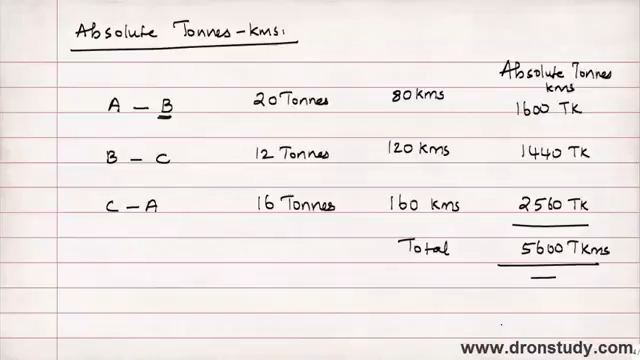 Absolute Tonnes-kms:
Absolute Tonnes
kms
A - B 20 Tonnes 80 kms 1600 TK
B - C 12 Tonnes 120 kms 1440 TK
C - A 16 Tonnes 160 kms 2560 TK
Total 5600 Tkms
www.dronstudy.com